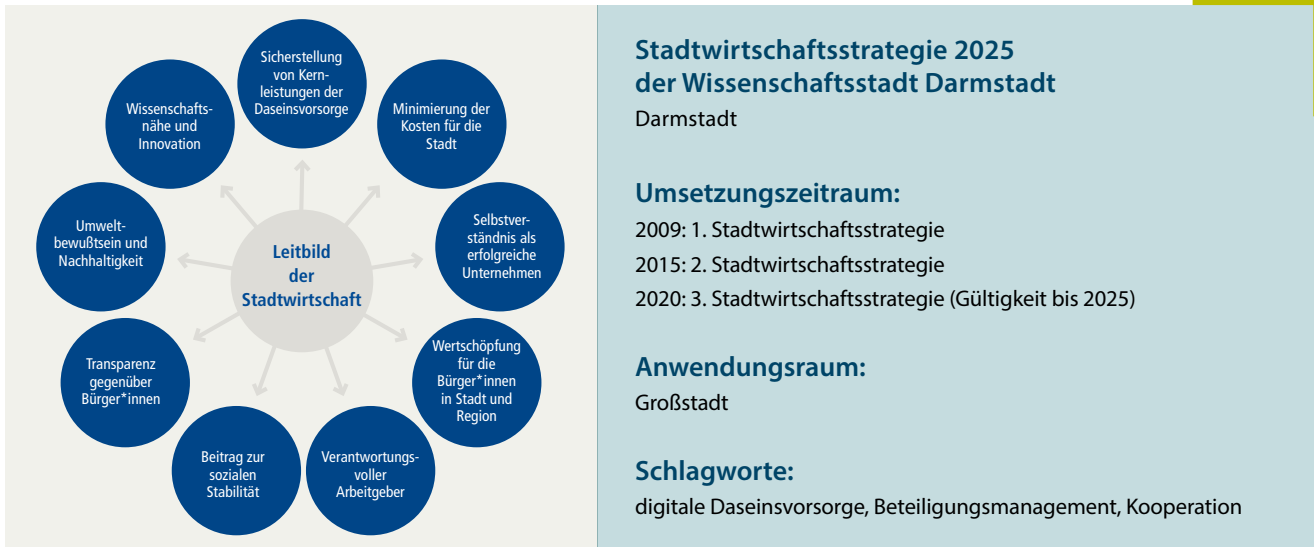 Sicherstellung
von Kern-
leistungen der
Daseinsvorsorge
Minimierung der
Kosten für die
Stadt
Selbstver-
ständnis als
erfolgreiche
Unternehmen
Wertschöpfung
für die
Bürger*innen
in Stadt und
Region
Verantwortungs-
voller
Arbeitgeber
Beitrag zur
sozialen
Stabilität
Transparenz
gegenüber
Bürger*innen
Umwelt-
bewußtsein und
Nachhaltigkeit
Wissenschafts-
nähe und
Innovation
Leitbild
der
Stadtwirtschaft
Stadtwirtschaftsstrategie 2025
der Wissenschaftsstadt Darmstadt
Darmstadt
Umsetzungszeitraum:
2009: 1. Stadtwirtschaftsstrategie
2015: 2. Stadtwirtschaftsstrategie
2020: 3. Stadtwirtschaftsstrategie (Gültigkeit bis 2025)
Anwendungsraum:
Großstadt
Schlagworte:
digitale Daseinsvorsorge, Beteiligungsmanagement, Kooperation